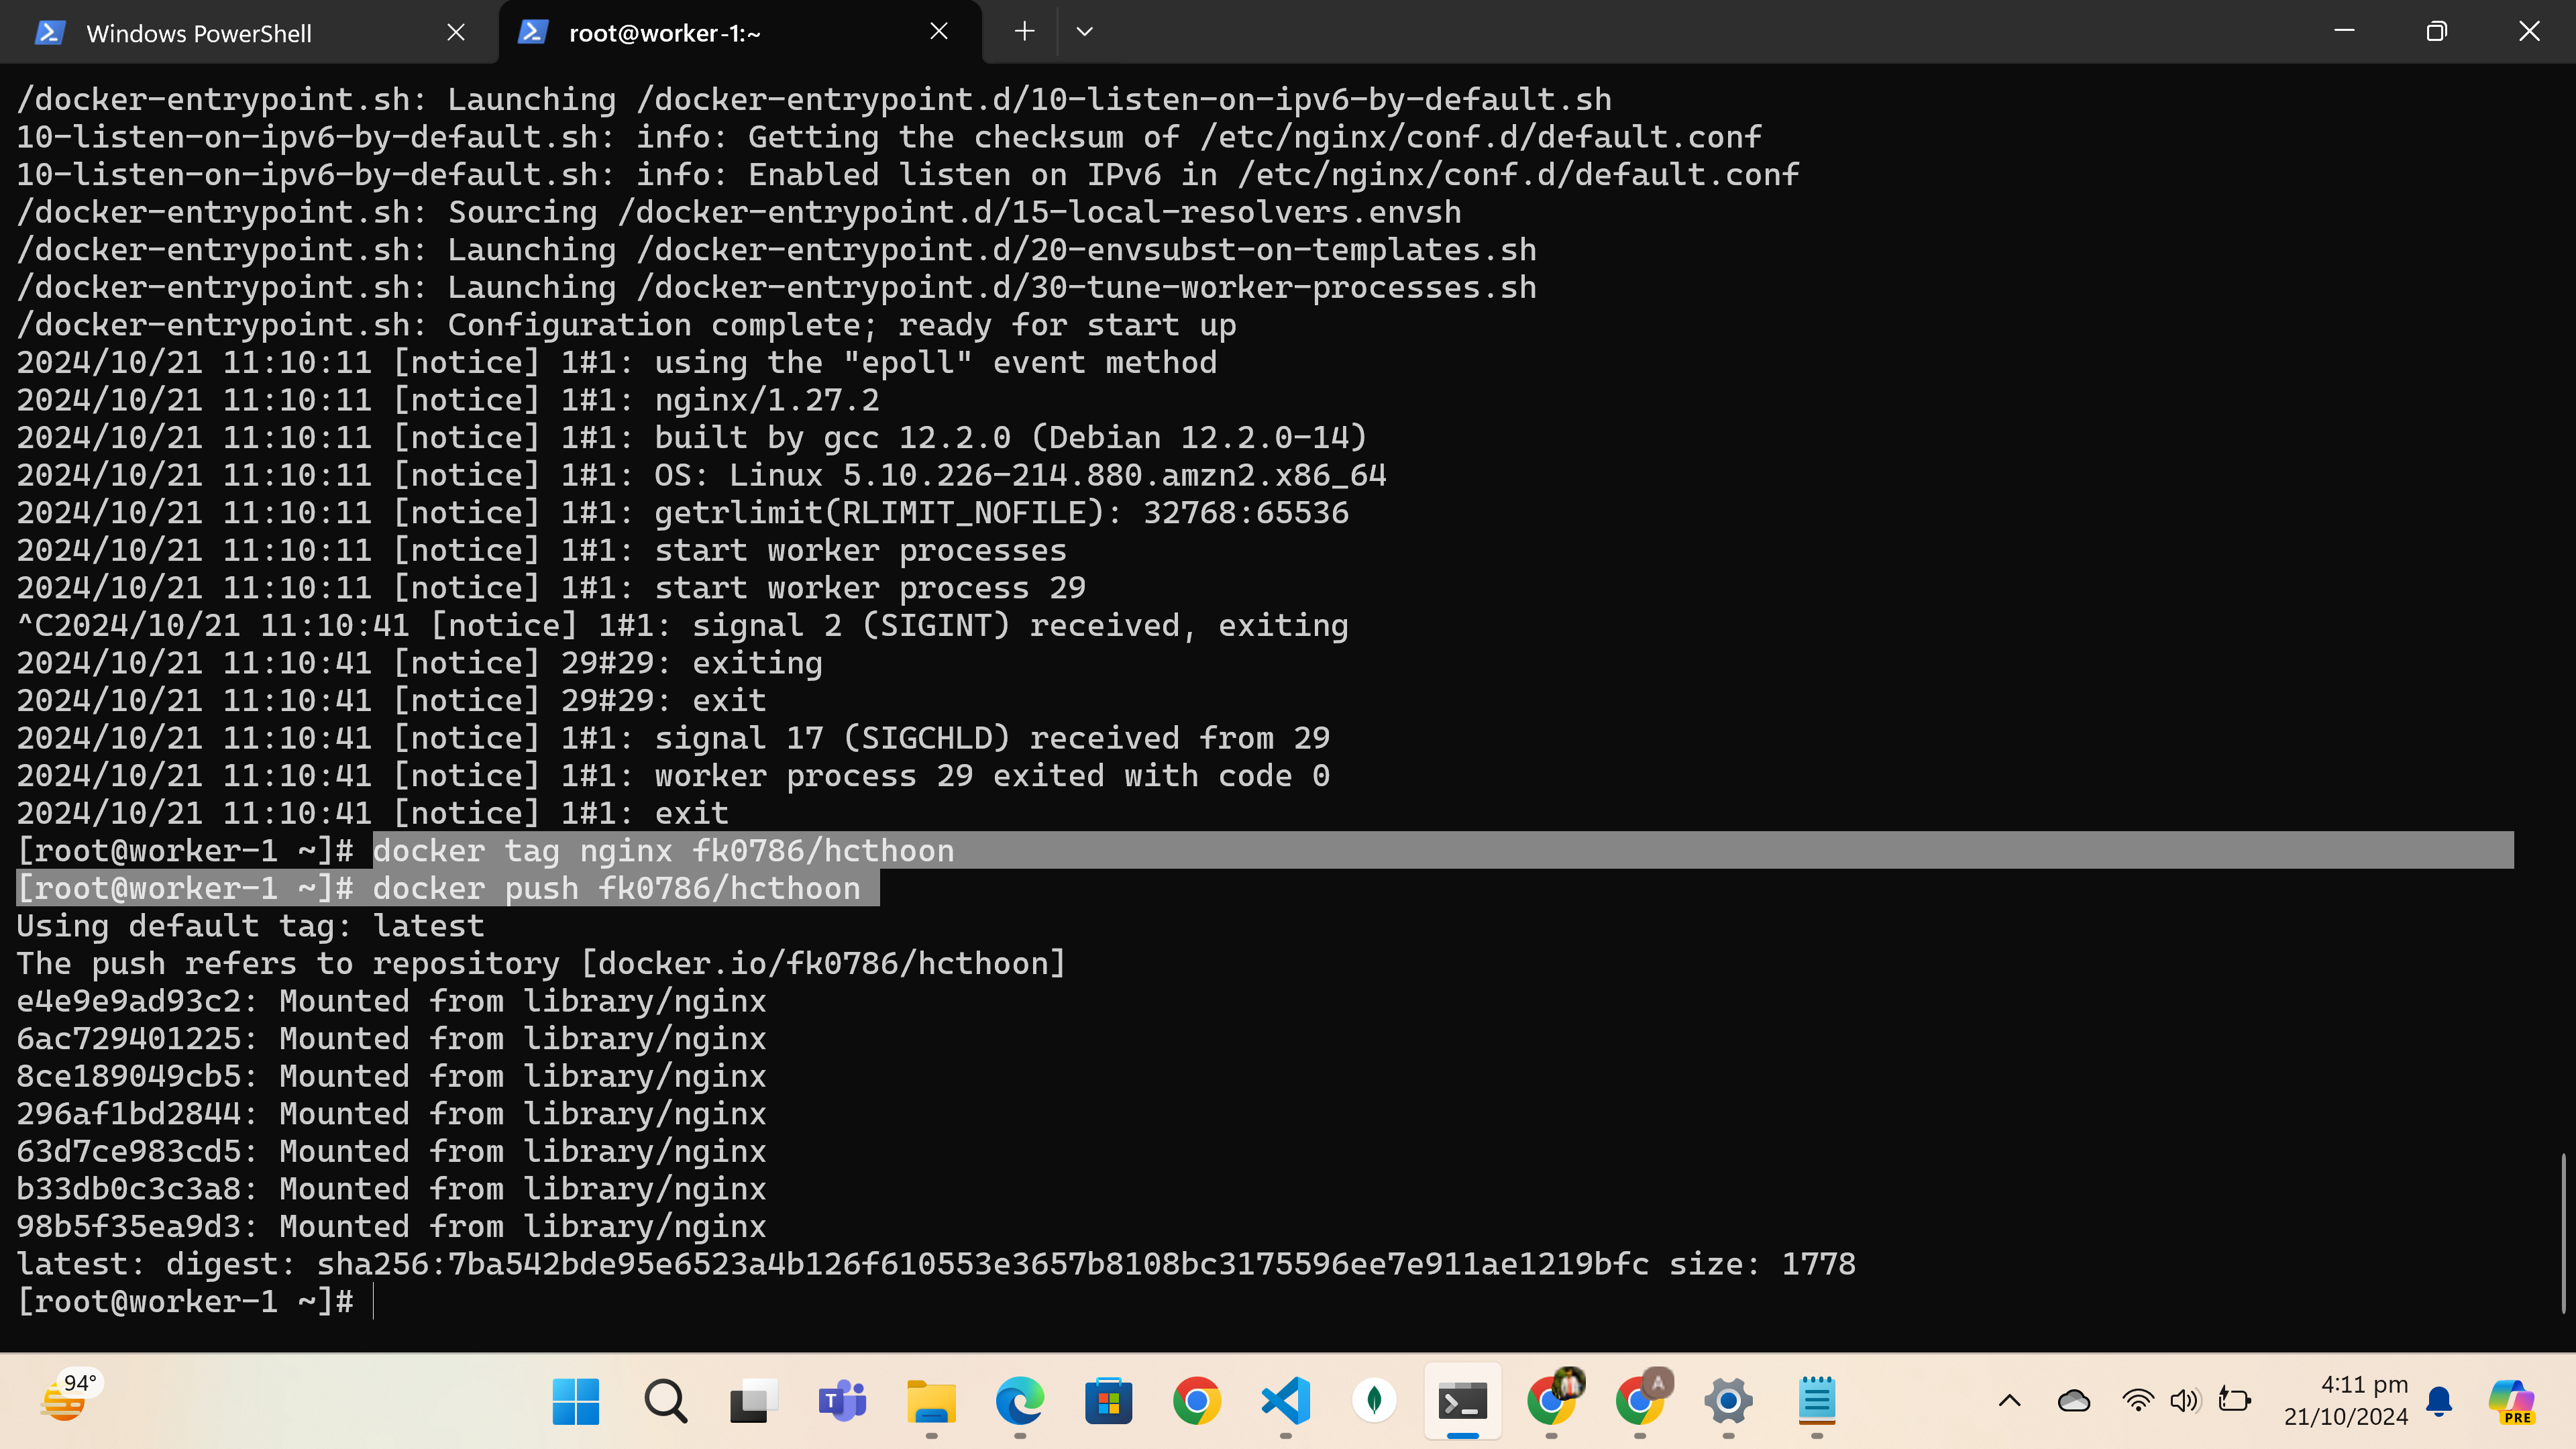 Windows PowerShell
root@worker-1:~
/docker-entrypoint.sh: Launching /docker-entrypoint.d/10-listen-on-ipv6-by-default.sh
10-listen-on-ipv6-by-default.sh: info: Getting the checksum of /etc/nginx/conf.d/default.conf
10-listen-on-ipv6-by-default.sh: info: Enabled listen on IPv6 in /etc/nginx/conf.d/default.conf
/docker-entrypoint.sh: Sourcing /docker-entrypoint.d/15-local-resolvers.envsh
/docker-entrypoint.sh: Launching /docker-entrypoint.d/20-envsubst-on-templates.sh
/docker-entrypoint.sh: Launching /docker-entrypoint.d/30-tune-worker-processes.sh
/docker-entrypoint.sh: Configuration complete; ready for start up
2024/10/21 11:10:11 [notice] 1#1: using the "epoll" event method
2024/10/21 11:10:11 [notice] 1#1: nginx/1.27.2
2024/10/21 11:10:11 [notice] 1#1: built by gcc 12.2.0 (Debian 12.2.0-14)
2024/10/21 11:10:11 [notice] 1#1: OS: Linux 5.10.226-214.880.amzn2.x86_64
2024/10/21 11:10:11 [notice] 1#1: getrlimit(RLIMIT_NOFILE): 32768:65536
2024/10/21 11:10:11 [notice] 1#1: start worker processes
2024/10/21 11:10:11 [notice] 1#1: start worker process 29
^C2024/10/21 11:10:41 [notice] 1#1: signal 2 (SIGINT) received, exiting
2024/10/21 11:10:41 [notice] 29#29: exiting
2024/10/21 11:10:41 [notice] 29#29: exit
2024/10/21 11:10:41 [notice] 1#1: signal 17 (SIGCHLD) received from 29
2024/10/21 11:10:41 [notice] 1#1: worker process 29 exited with code 0
2024/10/21 11:10:41 [notice] 1#1: exit
[root@worker-1 ~]# docker tag nginx fk0786/hcthoon
[root@worker-1 ~]# docker push fk0786/hcthoon
Using default tag: latest
The push refers to repository [docker.io/fk0786/hcthoon]
e4e9e9ad93c2: Mounted from library/nginx
6ac729401225: Mounted from library/nginx
8ce189049cb5: Mounted from library/nginx
296af1bd2844: Mounted from library/nginx
63d7ce983cd5: Mounted from library/nginx
b33db0c3c3a8: Mounted from library/nginx
98b5f35ea9d3: Mounted from library/nginx
latest: digest: sha256:7ba542bde95e6523a4b126f610553e3657b8108bc3175596ee7e911ae1219bfc size: 1778
[root@worker-1 ~]#
94°
T
A
4:11 pm
21/10/2024
PRE